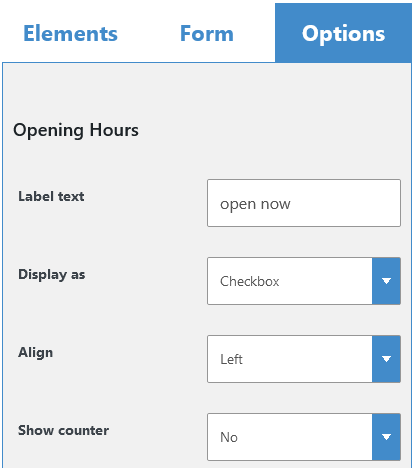 Elements Form Options
Opening Hours
Label text open now
Display as Checkbox
Align Left
Show counter No